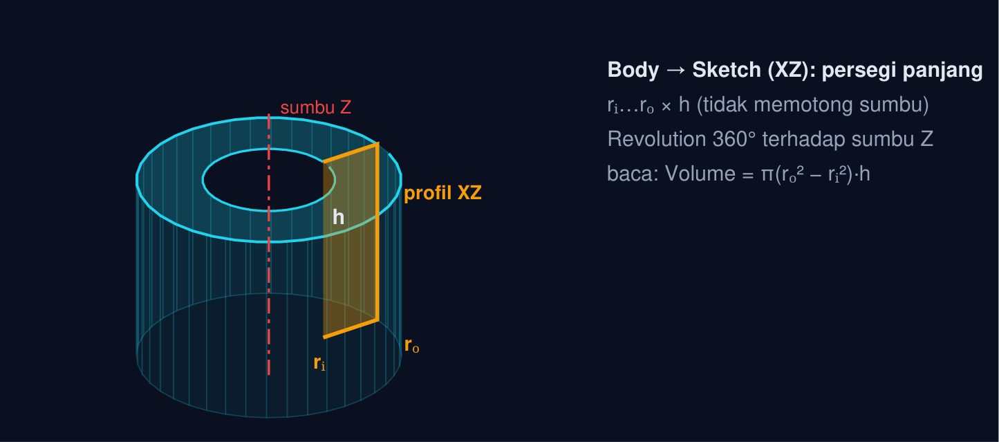 Body → Sketch (XZ): persegi panjang
rᵢ…rₒ × h (tidak memotong sumbu)
Revolution 360° terhadap sumbu Z
baca: Volume = π(rₒ² − rᵢ²)·h
sumbu Z
profil XZ
h
rₒ
rᵢ